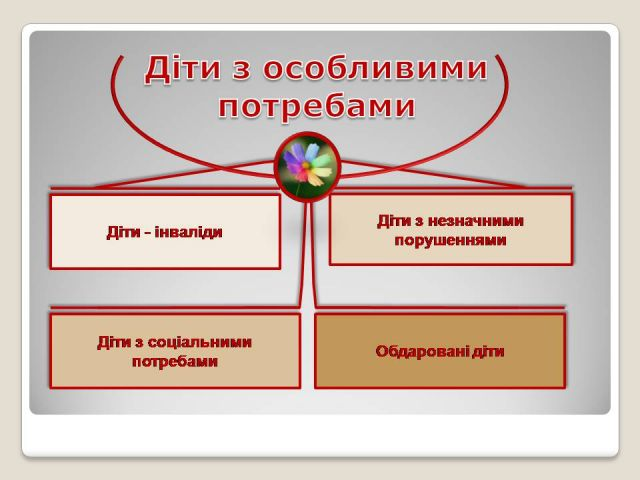 Діти з особливими
потребами
Діти - інваліди
Діти з незначними
порушеннями
Діти з соціальними
потребами
Обдаровані діти